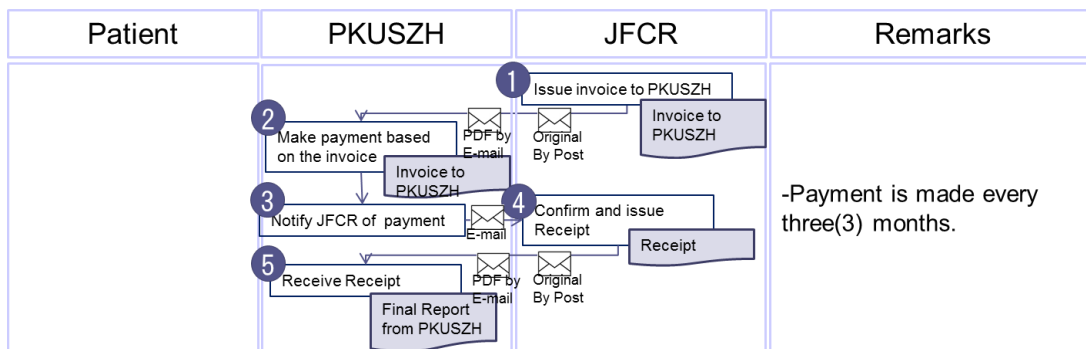 Patient
PKUSZH
JFCR
Remarks
1
Issue invoice to PKUSZH
Invoice to
PKUSZH
PDF by
E-mail
Original
By Post
2
Make payment based
on the invoice
Invoice to
PKUSZH
3
Notify JFCR of payment
E-mail
4
Confirm and issue
Receipt
Receipt
PDF by
E-mail
Original
By Post
5
Receive Receipt
Final Report
from PKUSZH
-Payment is made every
three(3) months.